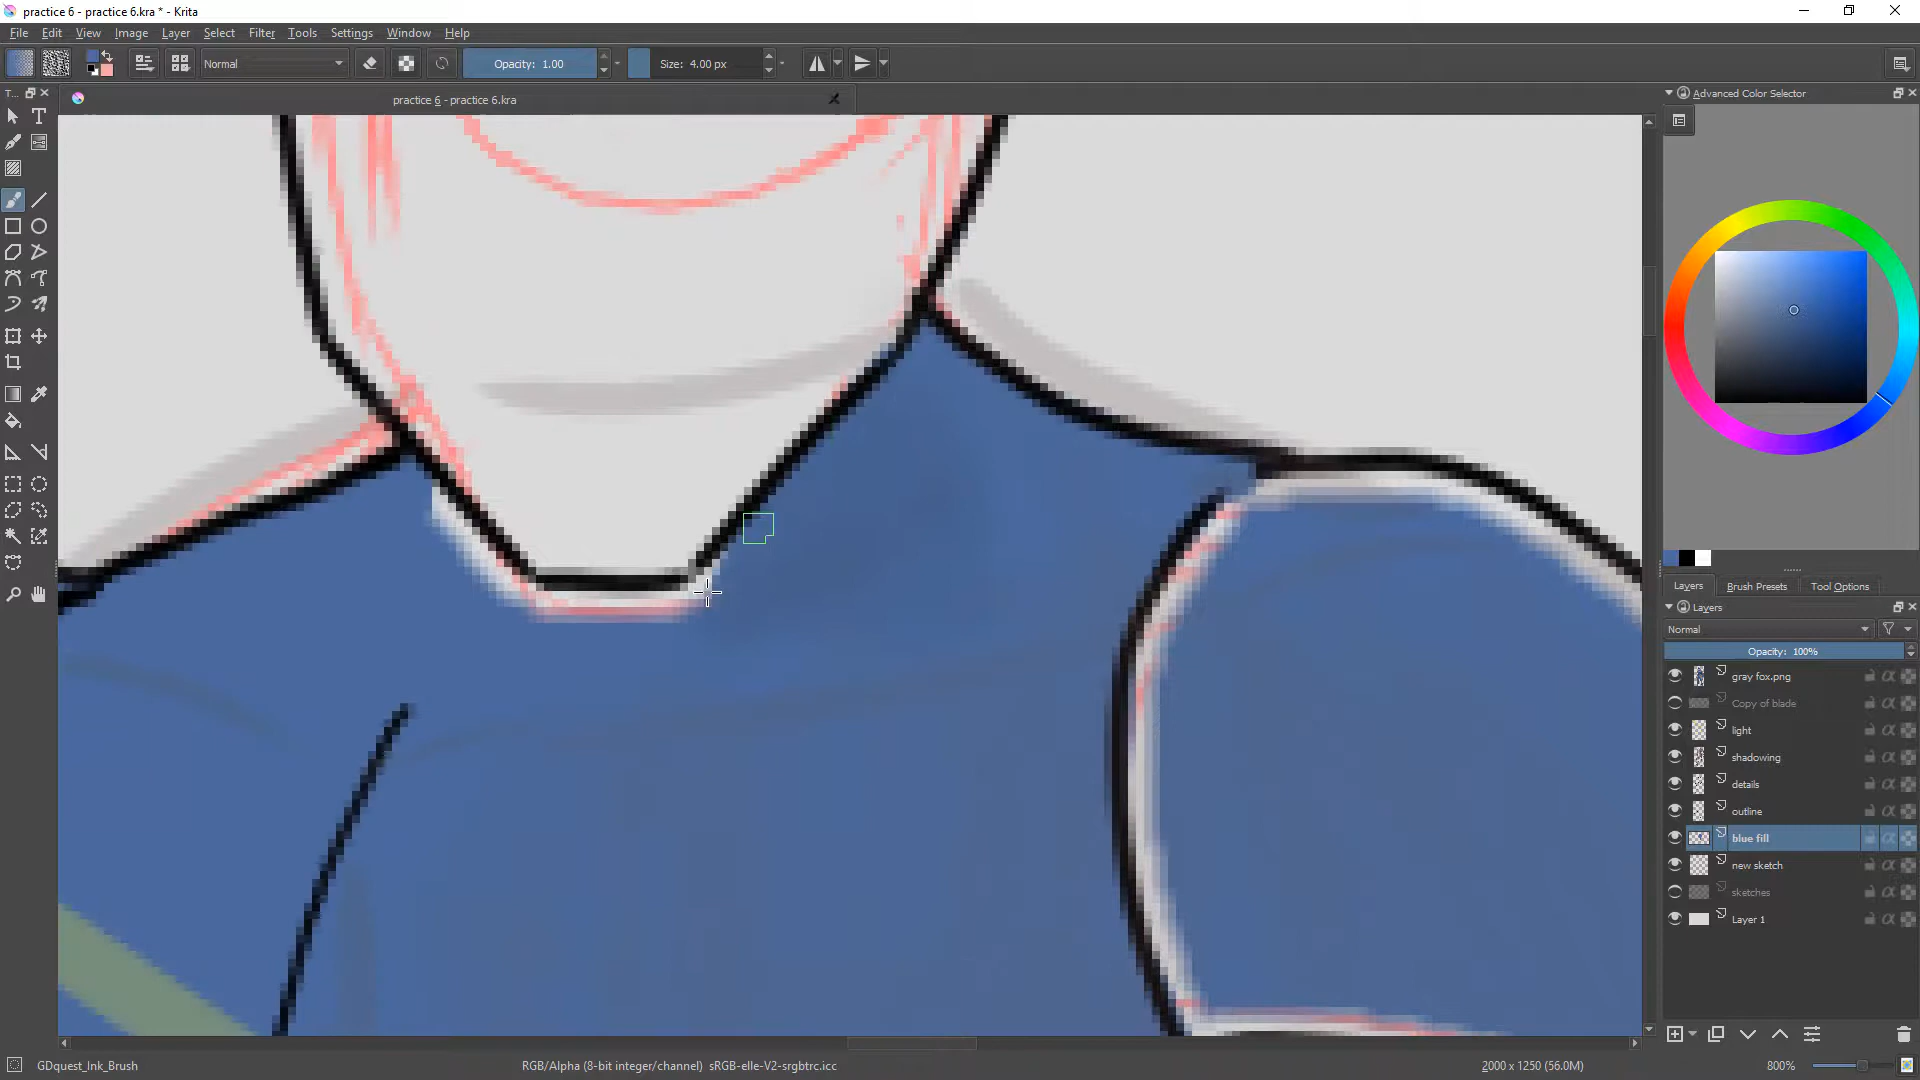 practice 6 - practice 6.kra * - Krita
File Edit View Image Layer Select Filter Tools Settings Window Help
Normal
Opacity: 1.00
Size: 4.00 px
T...
practice 6 - practice 6.kra
Advanced Color Selector
Layers
Brush Presets
Tool Options
Layers
Normal
Opacity: 100%
gray fox.png
Copy of blade
light
shadowing
details
outline
blue fill
new sketch
sketches
Layer 1
GDquest_Ink_Brush
RGB/Alpha (8-bit integer/channel) sRGB-elle-V2-srgbtrc.icc
2000 x 1250 (56.0M)
800%